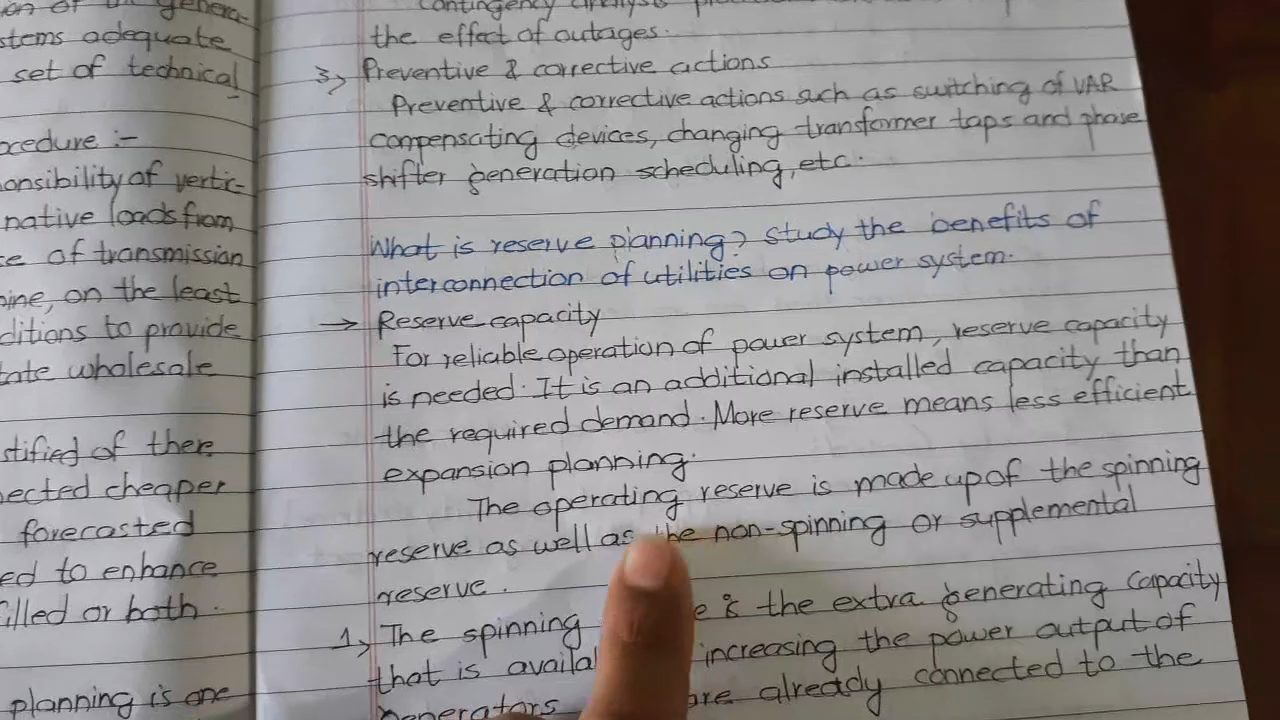 stems adequate
set of technical
ocedure :-
onsibility of vertic-
native loads from
e of transmission
on the least
ditions to provide
ate wholesale
stified of there
ected cheaper
forecasted
ed to enhance
illed or both.
planning is one
the effect of outages.
3, Preventive & corrective actions
Preventive & corrective actions such as switching of VAR
compensating devices, changing transformer taps and phase
shifter generation scheduling, etc.
What is reserve planning? study the benefits of
interconnection of utilities on power system.
→ Reserve capacity
For reliable operation of power system, reserve capacity
is needed. It is an additional installed capacity than
the required demand. More reserve means less efficient
expansion planning.
The operating reserve is made up of the spinning
reserve as well as the non-spinning or supplemental
reserve.
1, The spinning the extra generating capacity
that is increasing the power output of
generators already connected to the